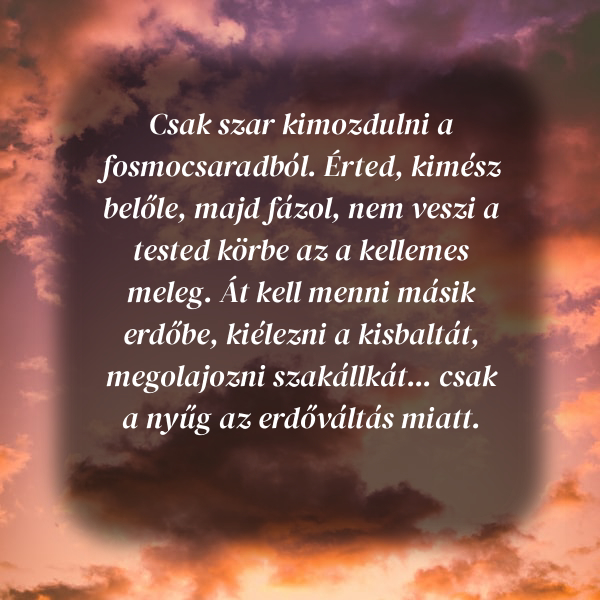 Csak szar kimozdulni a
fosmocsaradból. Érted, kimész
belőle, majd fázol, nem veszi a
tested körbe az a kellemes
meleg. Át kell menni másik
erdőbe, kiélezni a kisbaltát,
megolajozni szakállkát... csak
a nyűg az erdőváltás miatt.